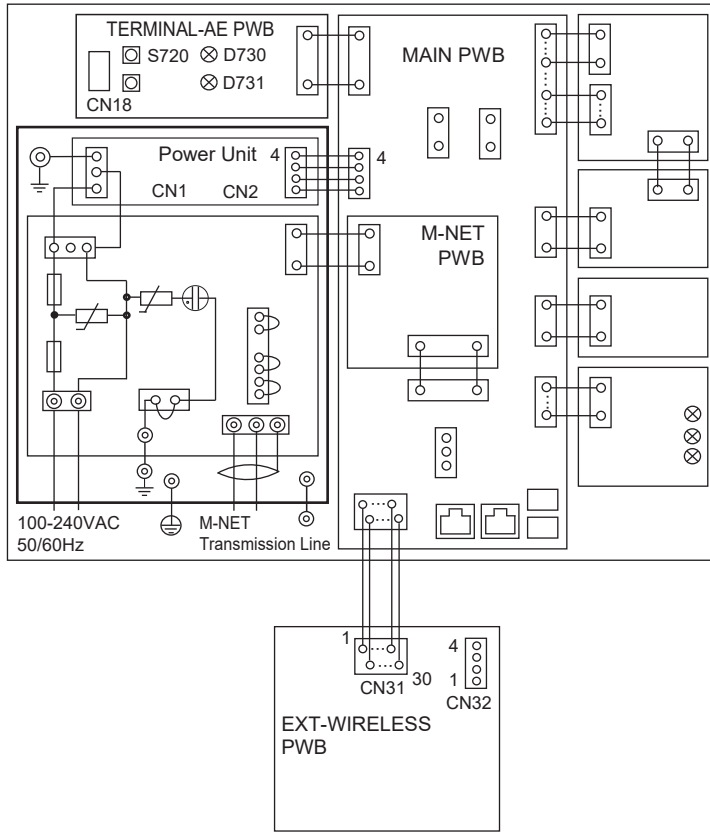 TERMINAL-AE PWB
S720 D730
D731
CN18
MAIN PWB
Power Unit 4
4
CN1 CN2
M-NET
PWB
100-240VAC
50/60Hz
M-NET
Transmission Line
1
4
1
30
CN31
CN32
EXT-WIRELESS
PWB